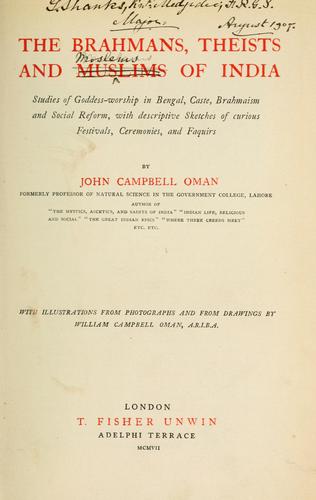 T. Shanks, Kt. Medjidie, F.R.G.S.
Major.
August 1907.
THE BRAHMANS, THEISTS
Moslems
AND MUSLIMS OF INDIA
Studies of Goddess-worship in Bengal, Caste, Brahmaism
and Social Reform, with descriptive Sketches of curious
Festivals, Ceremonies, and Faquirs
BY
JOHN CAMPBELL OMAN
FORMERLY PROFESSOR OF NATURAL SCIENCE IN THE GOVERNMENT COLLEGE, LAHORE
AUTHOR OF
"THE MYSTICS, ASCETICS, AND SAINTS OF INDIA" "INDIAN LIFE, RELIGIOUS
AND SOCIAL" "THE GREAT INDIAN EPICS" "WHERE THREE CREEDS MEET"
ETC. ETC.
WITH ILLUSTRATIONS FROM PHOTOGRAPHS AND FROM DRAWINGS BY
WILLIAM CAMPBELL OMAN, A.R.I.B.A.
LONDON
T. FISHER UNWIN
ADELPHI TERRACE
MCMVII